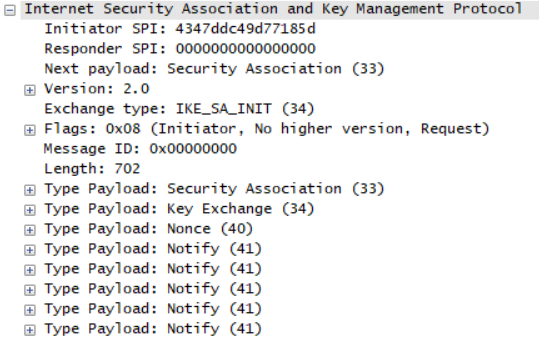 Internet Security Association and Key Management Protocol
Initiator SPI: 4347ddc49d77185d
Responder SPI: 0000000000000000
Next payload: Security Association (33)
Version: 2.0
Exchange type: IKE_SA_INIT (34)
Flags: 0x08 (Initiator, No higher version, Request)
Message ID: 0x00000000
Length: 702
Type Payload: Security Association (33)
Type Payload: Key Exchange (34)
Type Payload: Nonce (40)
Type Payload: Notify (41)
Type Payload: Notify (41)
Type Payload: Notify (41)
Type Payload: Notify (41)
Type Payload: Notify (41)